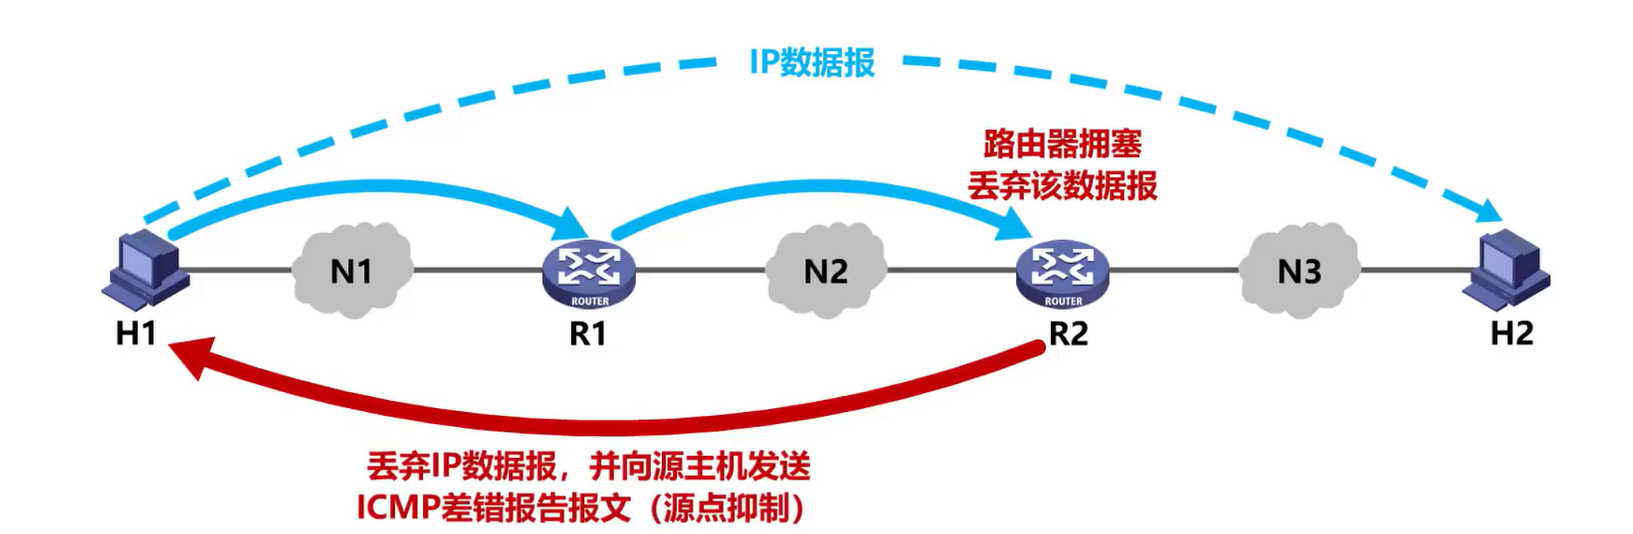 IP数据报
路由器拥塞
丢弃该数据报
N1
N2
N3
ROUTER
ROUTER
H1
R1
R2
H2
丢弃IP数据报，并向源主机发送
ICMP差错报告报文（源点抑制）